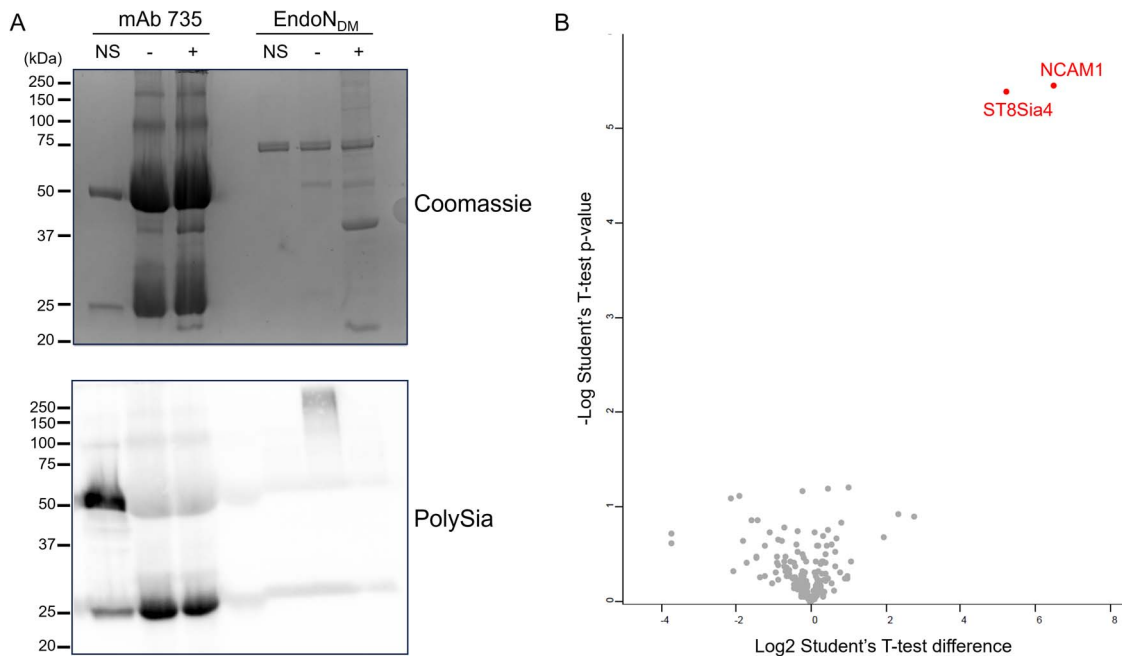 A
mAb 735 EndoN_DM
(kDa) NS - + NS - +
250
150
100
75
50
37
25
20
Coomassie
250
150
100
75
50
37
25
20
PolySia
B
NCAM1
ST8Sia4
-Log Student's T-test p-value
5
4
3
2
1
0
-4 -2 0 2 4 6 8
Log2 Student's T-test difference